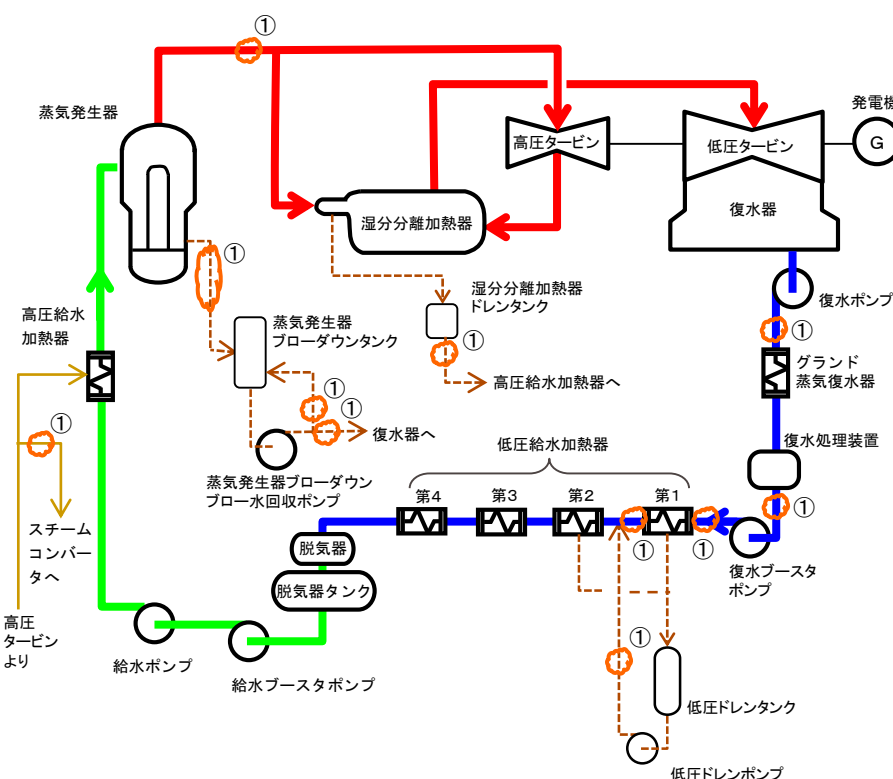 ①
蒸気発生器
発電機
高圧タービン
低圧タービン
G
湿分分離加熱器
復水器
①
高圧給水
加熱器
蒸気発生器
ブローダウンタンク
湿分分離加熱器
ドレンタンク
復水ポンプ
①
①
グランド
蒸気復水器
高圧給水加熱器へ
①
①
復水器へ
①
蒸気発生器ブローダウン
ブロー水回収ポンプ
低圧給水加熱器
復水処理装置
第4
第3
第2
第1
①
スチーム
コンバー
タへ
脱気器
①
①
復水ブースタ
ポンプ
脱気器タンク
高圧
タービン
より
給水ポンプ
給水ブースタポンプ
①
低圧ドレンタンク
低圧ドレンポンプ